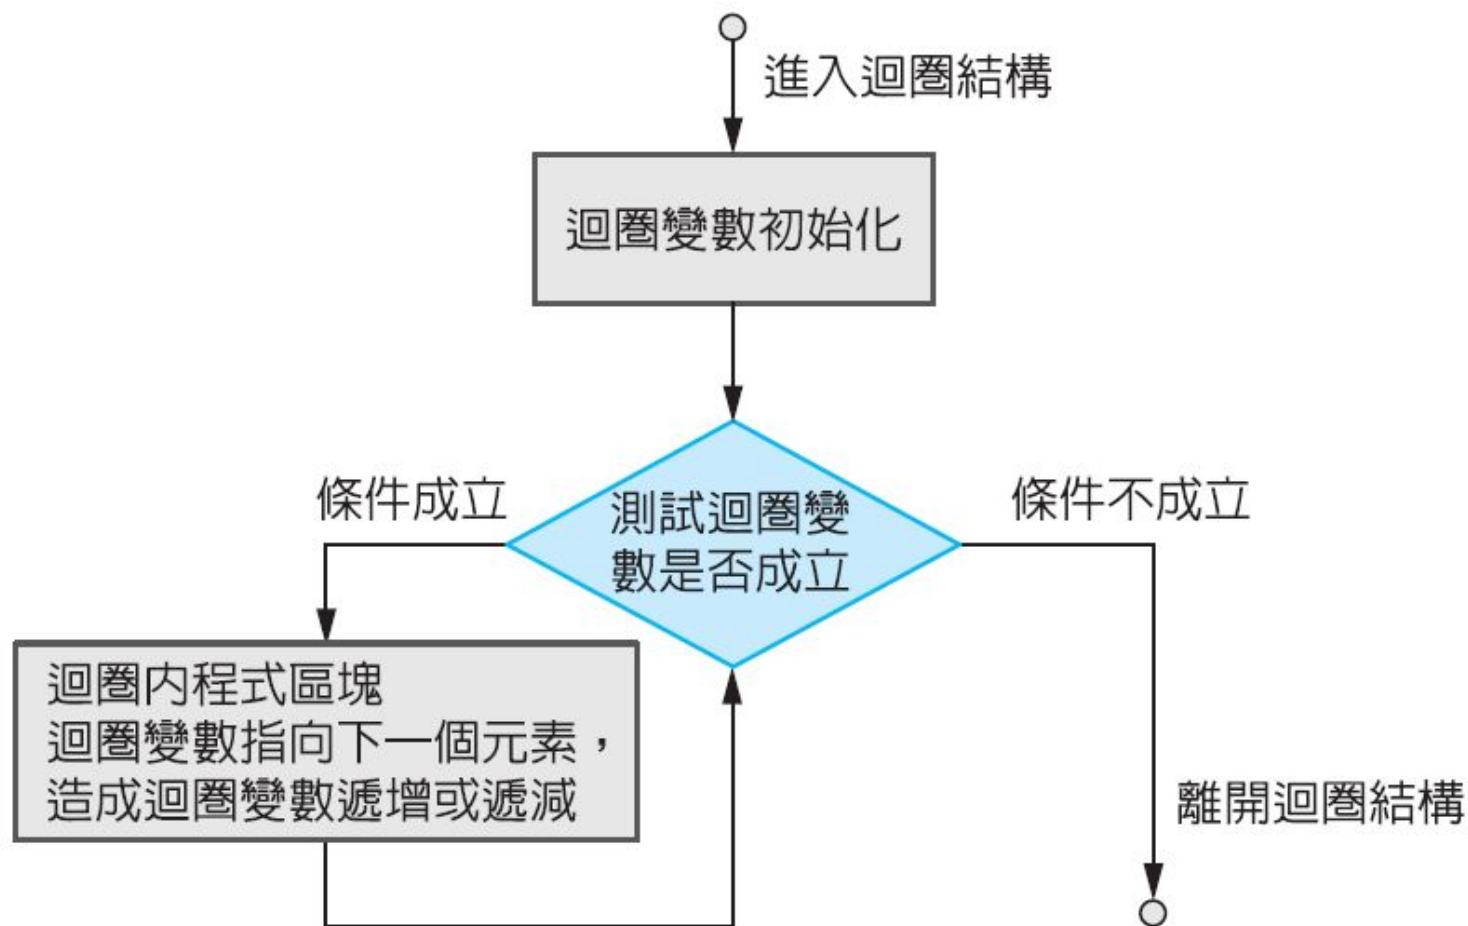 進入迴圈結構
迴圈變數初始化
條件成立
測試迴圈變
數是否成立
條件不成立
迴圈內程式區塊
迴圈變數指向下一個元素，
造成迴圈變數遞增或遞減
離開迴圈結構